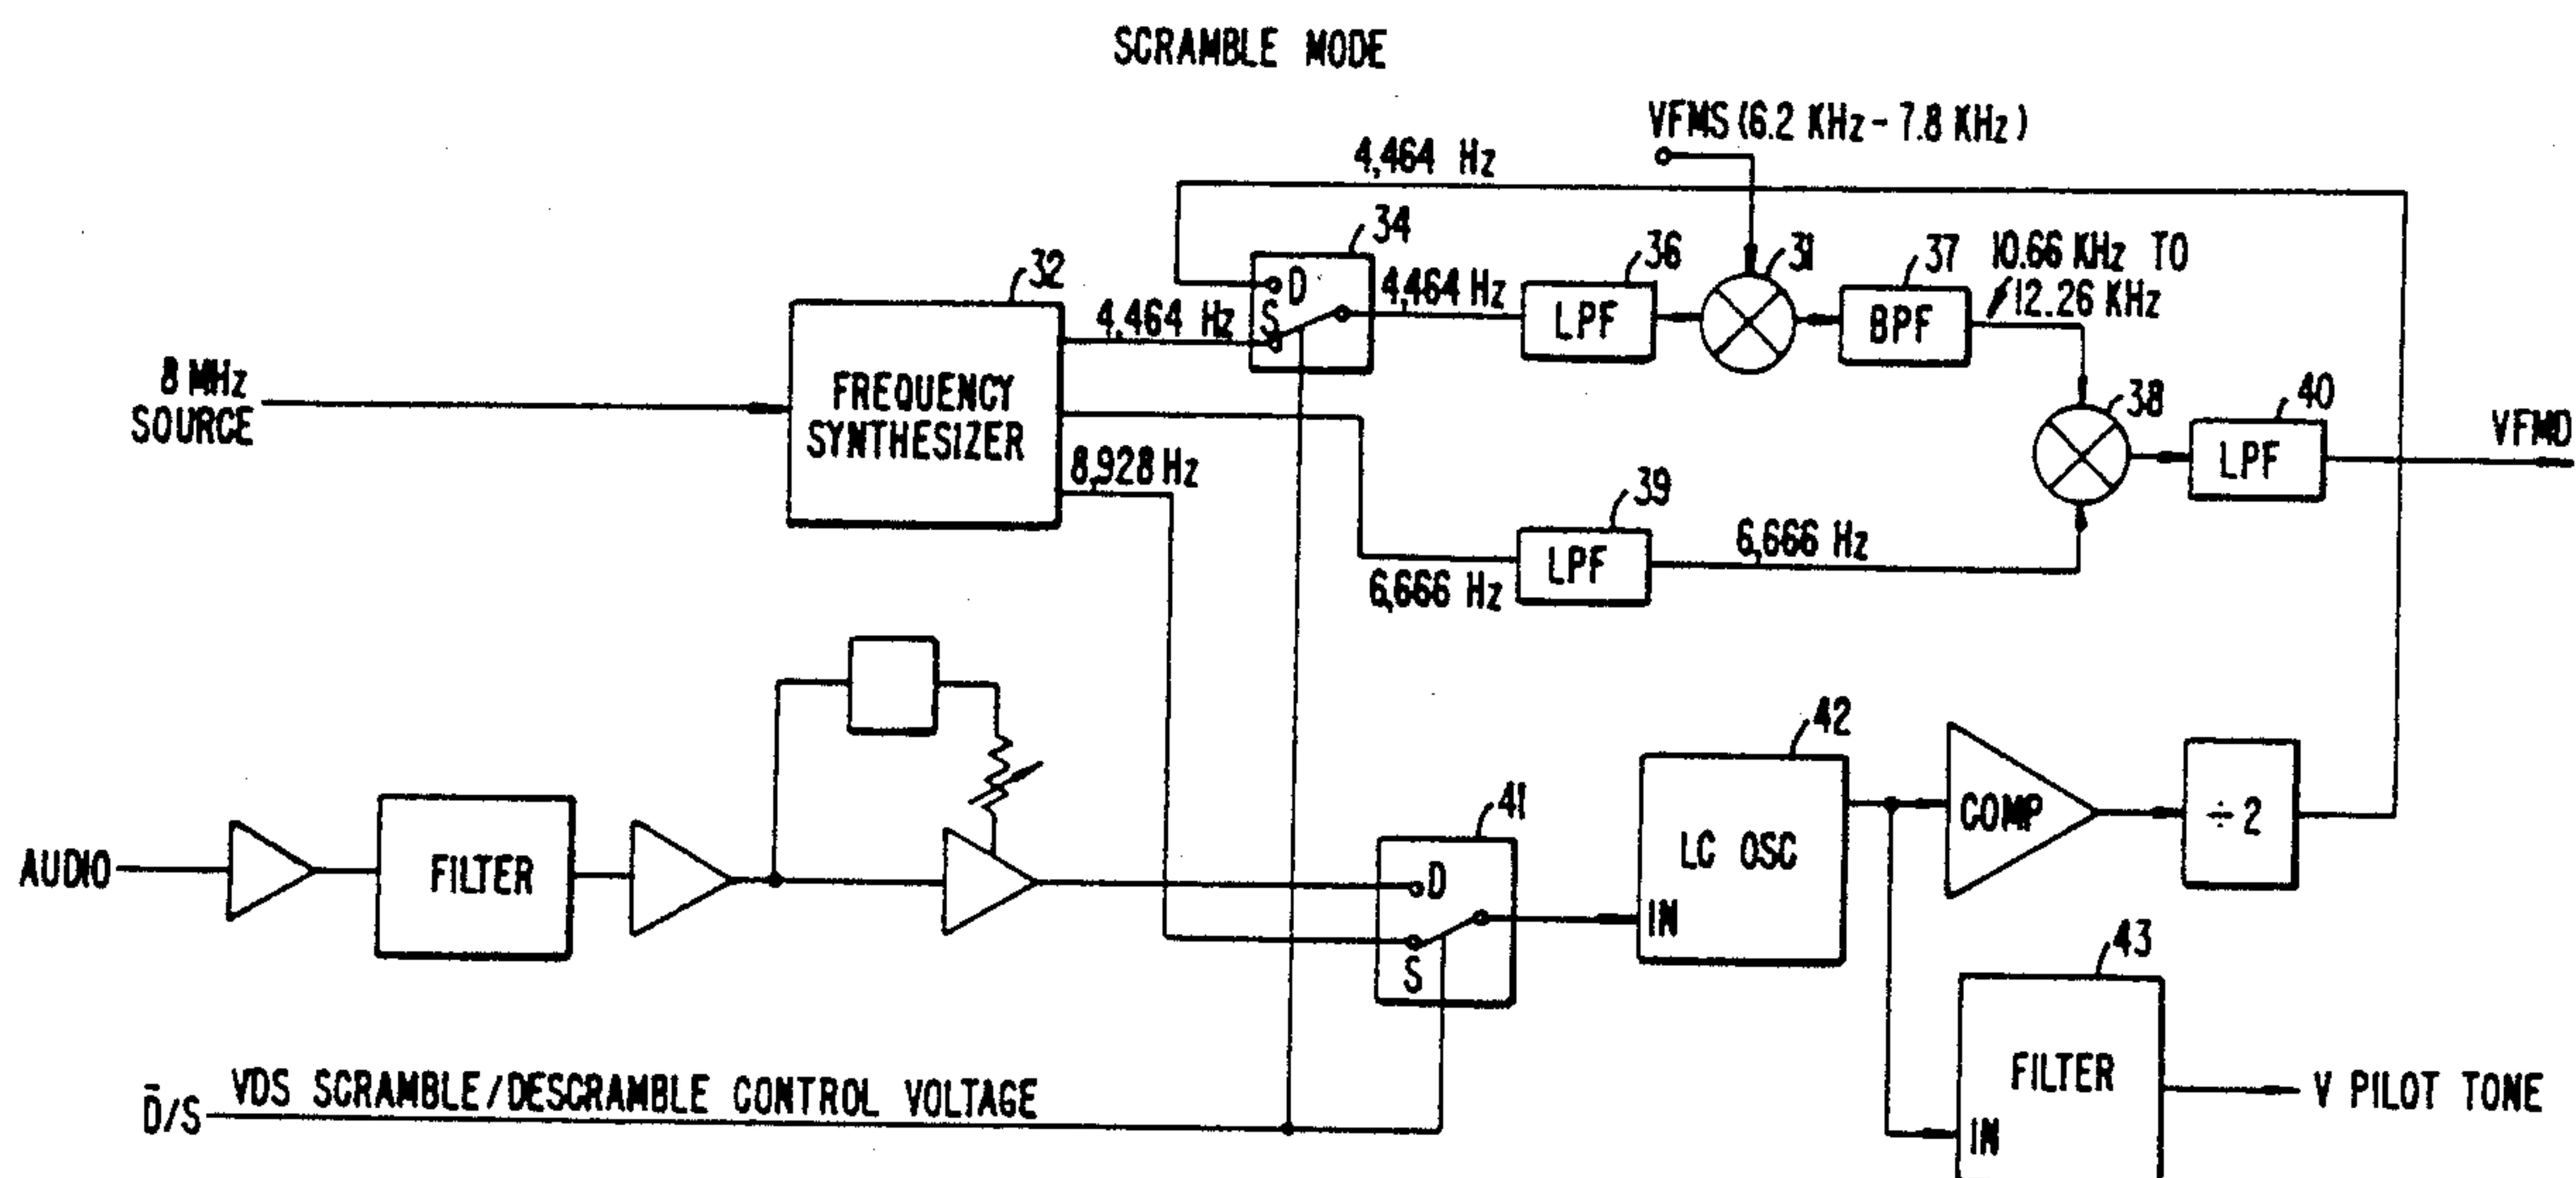 SCRAMBLE MODE
VFMS (6.2 KHz - 7.8 KHz)
4,464 Hz
34
36
31
37
10.66 KHz TO
12.26 KHz
32
D
S
4,464 Hz
4,464 Hz
LPF
BPF
8 MHz
SOURCE
FREQUENCY
SYNTHESIZER
38
40
LPF
VFMD
8,928 Hz
39
LPF
6,666 Hz
6,666 Hz
42
41
COMP
÷ 2
AUDIO
FILTER
D
S
LC OSC
IN
43
FILTER
IN
V PILOT TONE
D̄/S
VDS SCRAMBLE/DESCRAMBLE CONTROL VOLTAGE